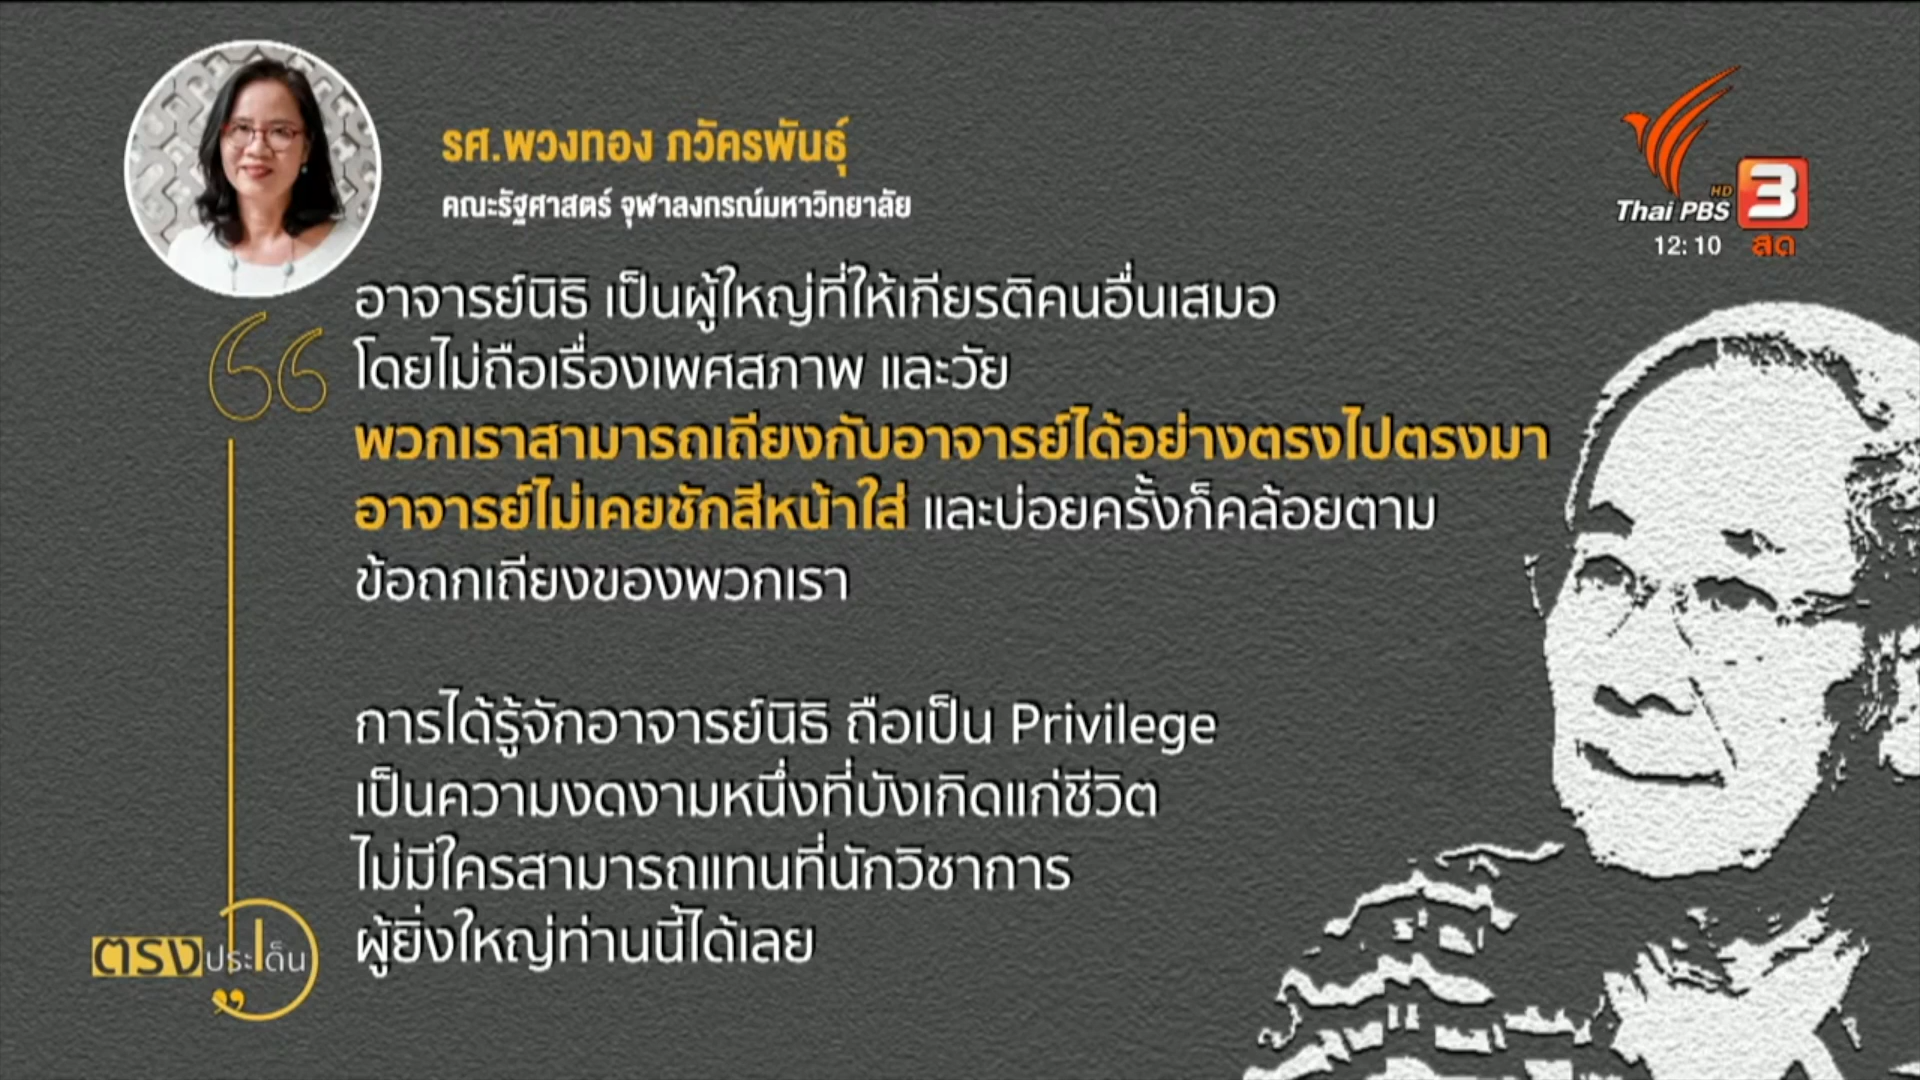 รศ.พวงทอง ภวัครพันธุ์
คณะรัฐศาสตร์ จุฬาลงกรณ์มหาวิทยาลัย
HD
Thai PBS 3
12:10 สด
อาจารย์นิธิ เป็นผู้ใหญ่ที่ให้เกียรติคนอื่นเสมอ
โดยไม่ถือเรื่องเพศสภาพ และวัย
พวกเราสามารถเถียงกับอาจารย์ได้อย่างตรงไปตรงมา
อาจารย์ไม่เคยชักสีหน้าใส่ และบ่อยครั้งก็คล้อยตาม
ข้อถกเถียงของพวกเรา
การได้รู้จักอาจารย์นิธิ ถือเป็น Privilege
เป็นความงดงามหนึ่งที่บังเกิดแก่ชีวิต
ไม่มีใครสามารถแทนที่นักวิชาการ
ผู้ยิ่งใหญ่ท่านนี้ได้เลย
ตรงประเด็น